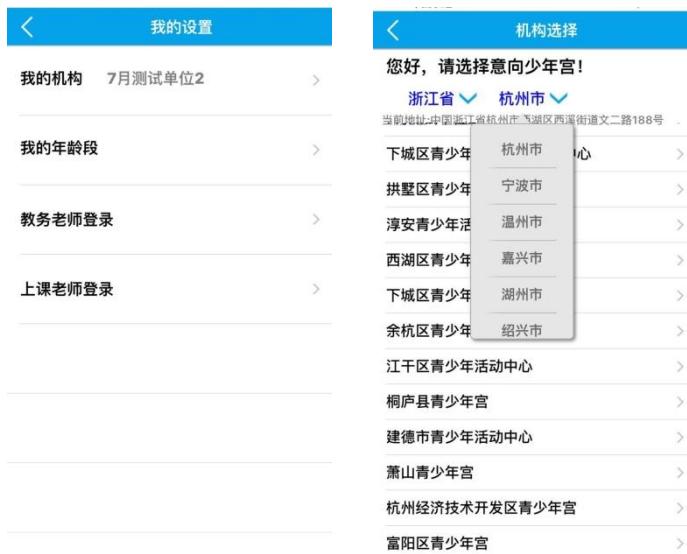 我的设置
我的机构 7月测试单位2
我的年龄段
教务老师登录
上课老师登录
机构选择
您好，请选择意向少年宫！
浙江省 杭州市
当前地址:中国浙江省杭州市西湖区西溪街道文二路188号
杭州市
宁波市
温州市
嘉兴市
湖州市
绍兴市
下城区青少年 心
拱墅区青少年
淳安青少年活
西湖区青少年
下城区青少年
余杭区青少年
江干区青少年活动中心
桐庐县青少年宫
建德市青少年活动中心
萧山青少年宫
杭州经济技术开发区青少年宫
富阳区青少年宫